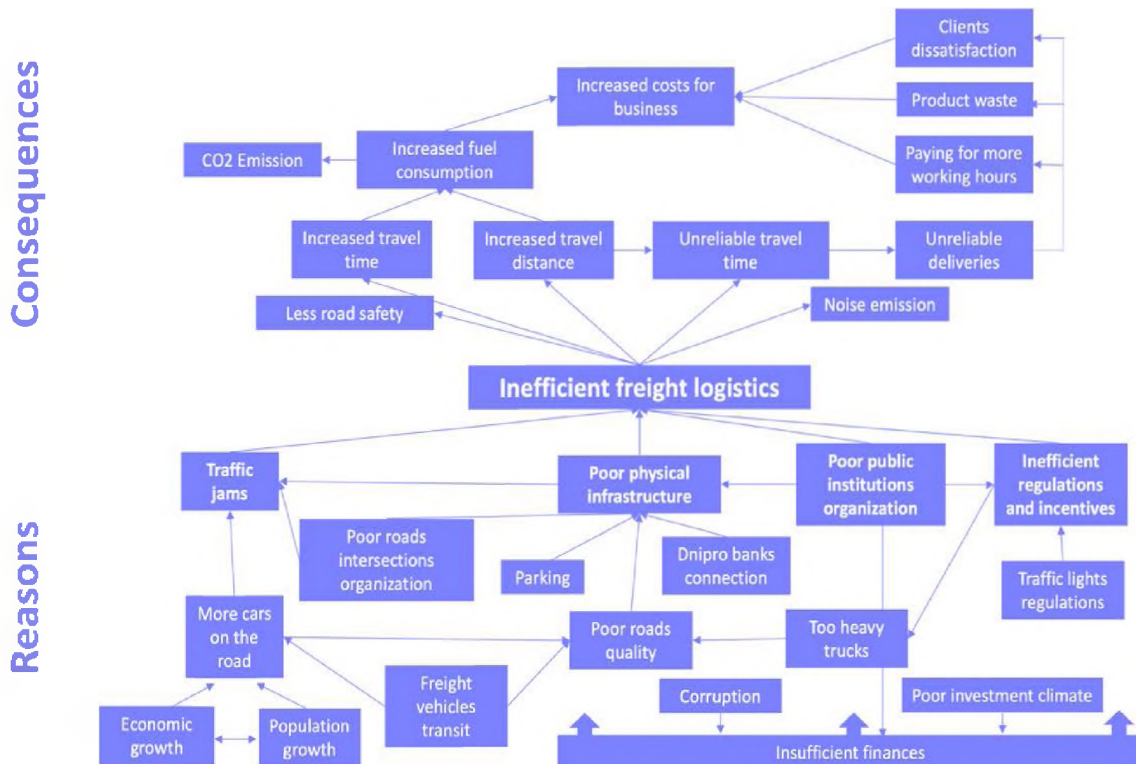 Consequences
Clients
dissatisfaction
Increased costs for
business
Product waste
CO2 Emission
Increased fuel
consumption
Paying for more
working hours
Increased travel
time
Increased travel
distance
Unreliable travel
time
Unreliable
deliveries
Less road safety
Noise emission
Inefficient freight logistics
Reasons
Traffic
jams
Poor physical
infrastructure
Poor public
institutions
organization
Inefficient
regulations
and incentives
Poor roads
intersections
organization
Parking
Dnipro banks
connection
Traffic lights
regulations
More cars
on the
road
Poor roads
quality
Too heavy
trucks
Freight
vehicles
transit
Economic
growth
Population
growth
Corruption
Poor investment climate
Insufficient finances